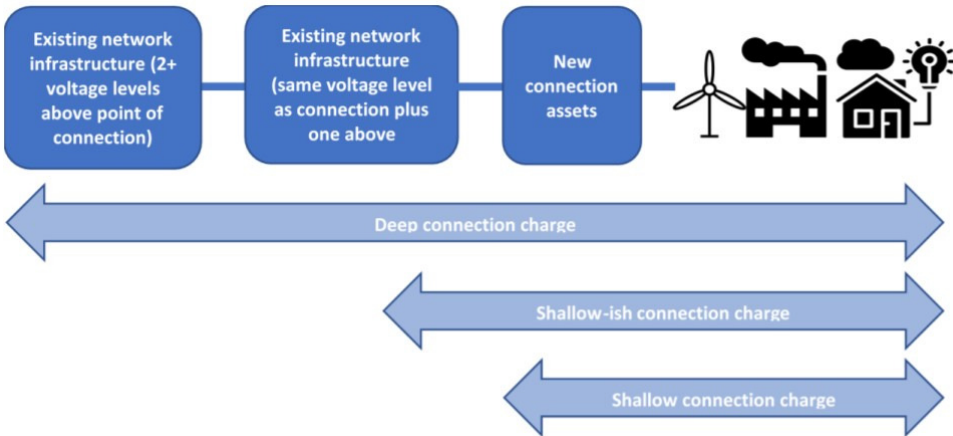 Existing network
infrastructure (2+
voltage levels
above point of
connection)
Existing network
infrastructure
(same voltage level
as connection plus
one above
New
connection
assets
Deep connection charge
Shallow-ish connection charge
Shallow connection charge